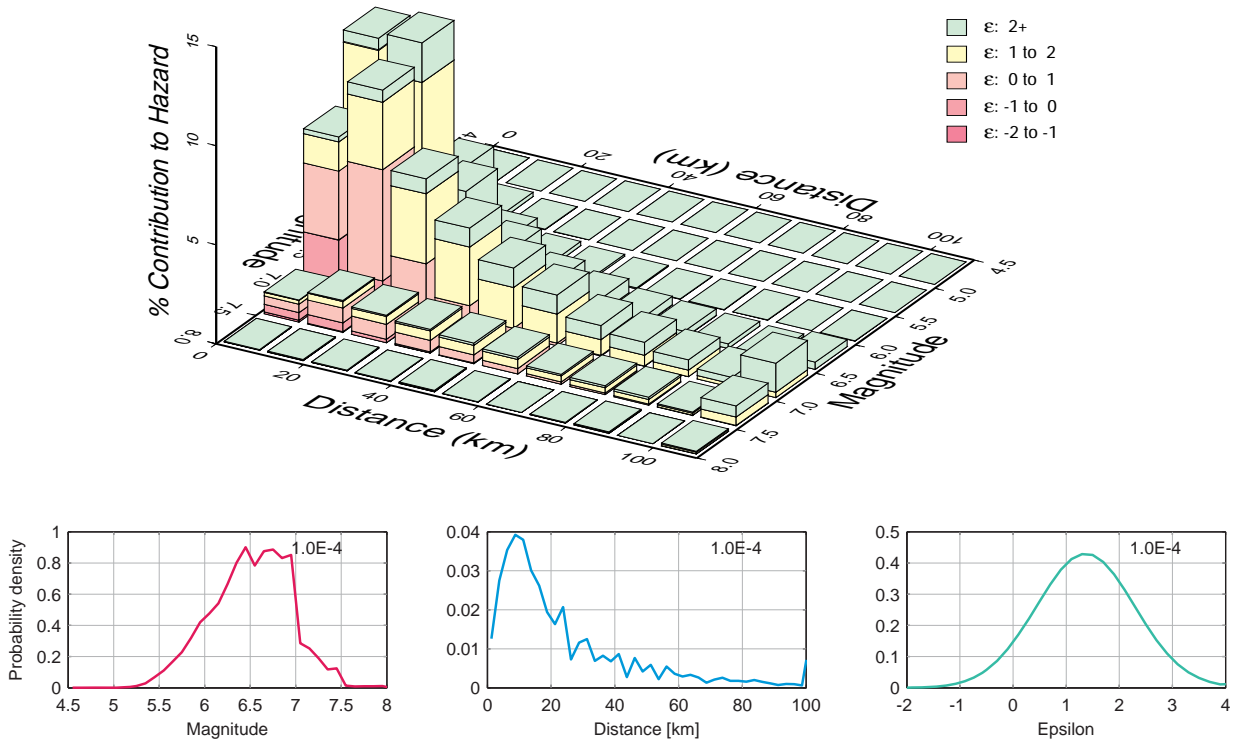 ε: 2+
ε: 1 to 2
ε: 0 to 1
ε: -1 to 0
ε: -2 to -1
% Contribution to Hazard
15
10
5
0
Distance (km)
0
20
40
60
80
100
Magnitude
4.5
5.0
5.5
6.0
6.5
7.0
7.5
8.0
Distance (km)
0
20
40
60
80
100
7.0
7.5
8.0
Probability density
1
0.8
0.6
0.4
0.2
0
1.0E-4
4.5 5 5.5 6 6.5 7 7.5 8
Magnitude
0.04
0.03
0.02
0.01
0
1.0E-4
0 20 40 60 80 100
Distance [km]
0.5
0.4
0.3
0.2
0.1
0
1.0E-4
-2 -1 0 1 2 3 4
Epsilon